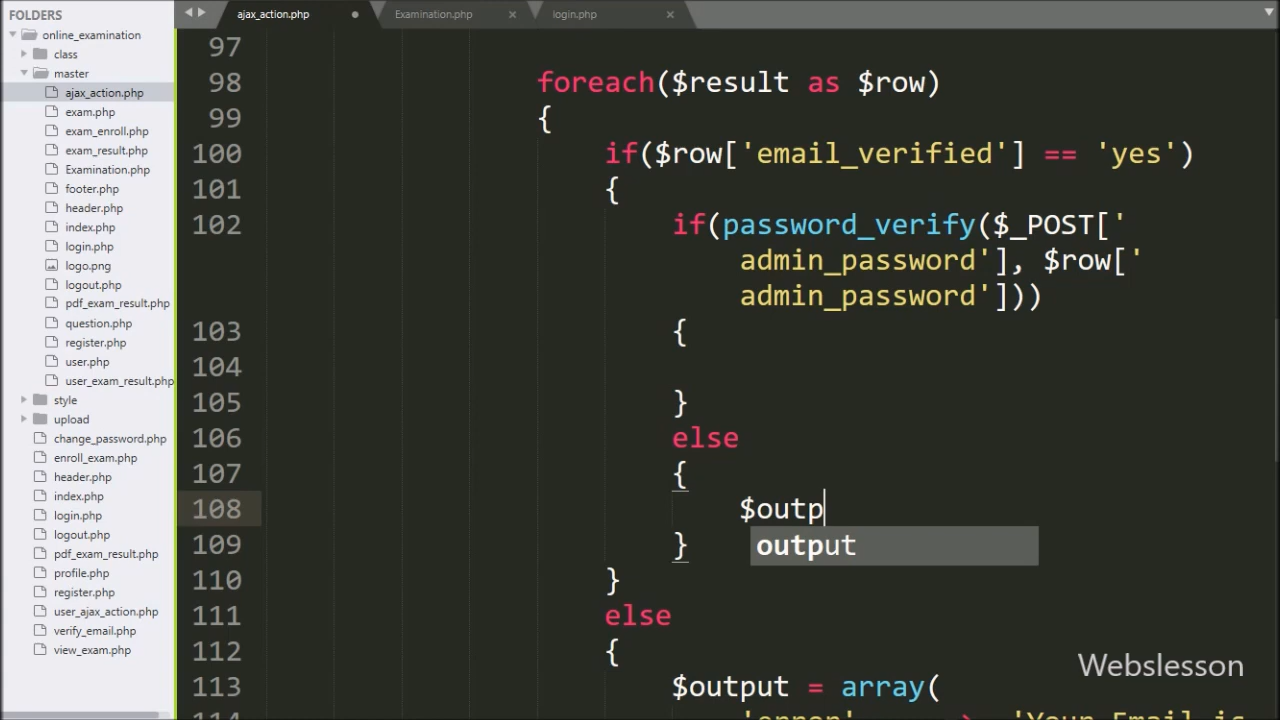 FOLDERS
online_examination
class
master
ajax_action.php
exam.php
exam_enroll.php
exam_result.php
Examination.php
footer.php
header.php
index.php
login.php
logo.png
logout.php
pdf_exam_result.php
question.php
register.php
user.php
user_exam_result.php
style
upload
change_password.php
enroll_exam.php
header.php
index.php
login.php
logout.php
pdf_exam_result.php
profile.php
register.php
user_ajax_action.php
verify_email.php
view_exam.php
ajax_action.php Examination.php login.php
97
98 foreach($result as $row)
99 {
100 if($row['email_verified'] == 'yes')
101 {
102 if(password_verify($_POST['
admin_password'], $row['
admin_password']))
103 {
104
105 }
106 else
107 {
108 $outp
output
109 }
110 }
111 else
112 {
113 $output = array(
114 'error' => 'Your Email is
Webslesson